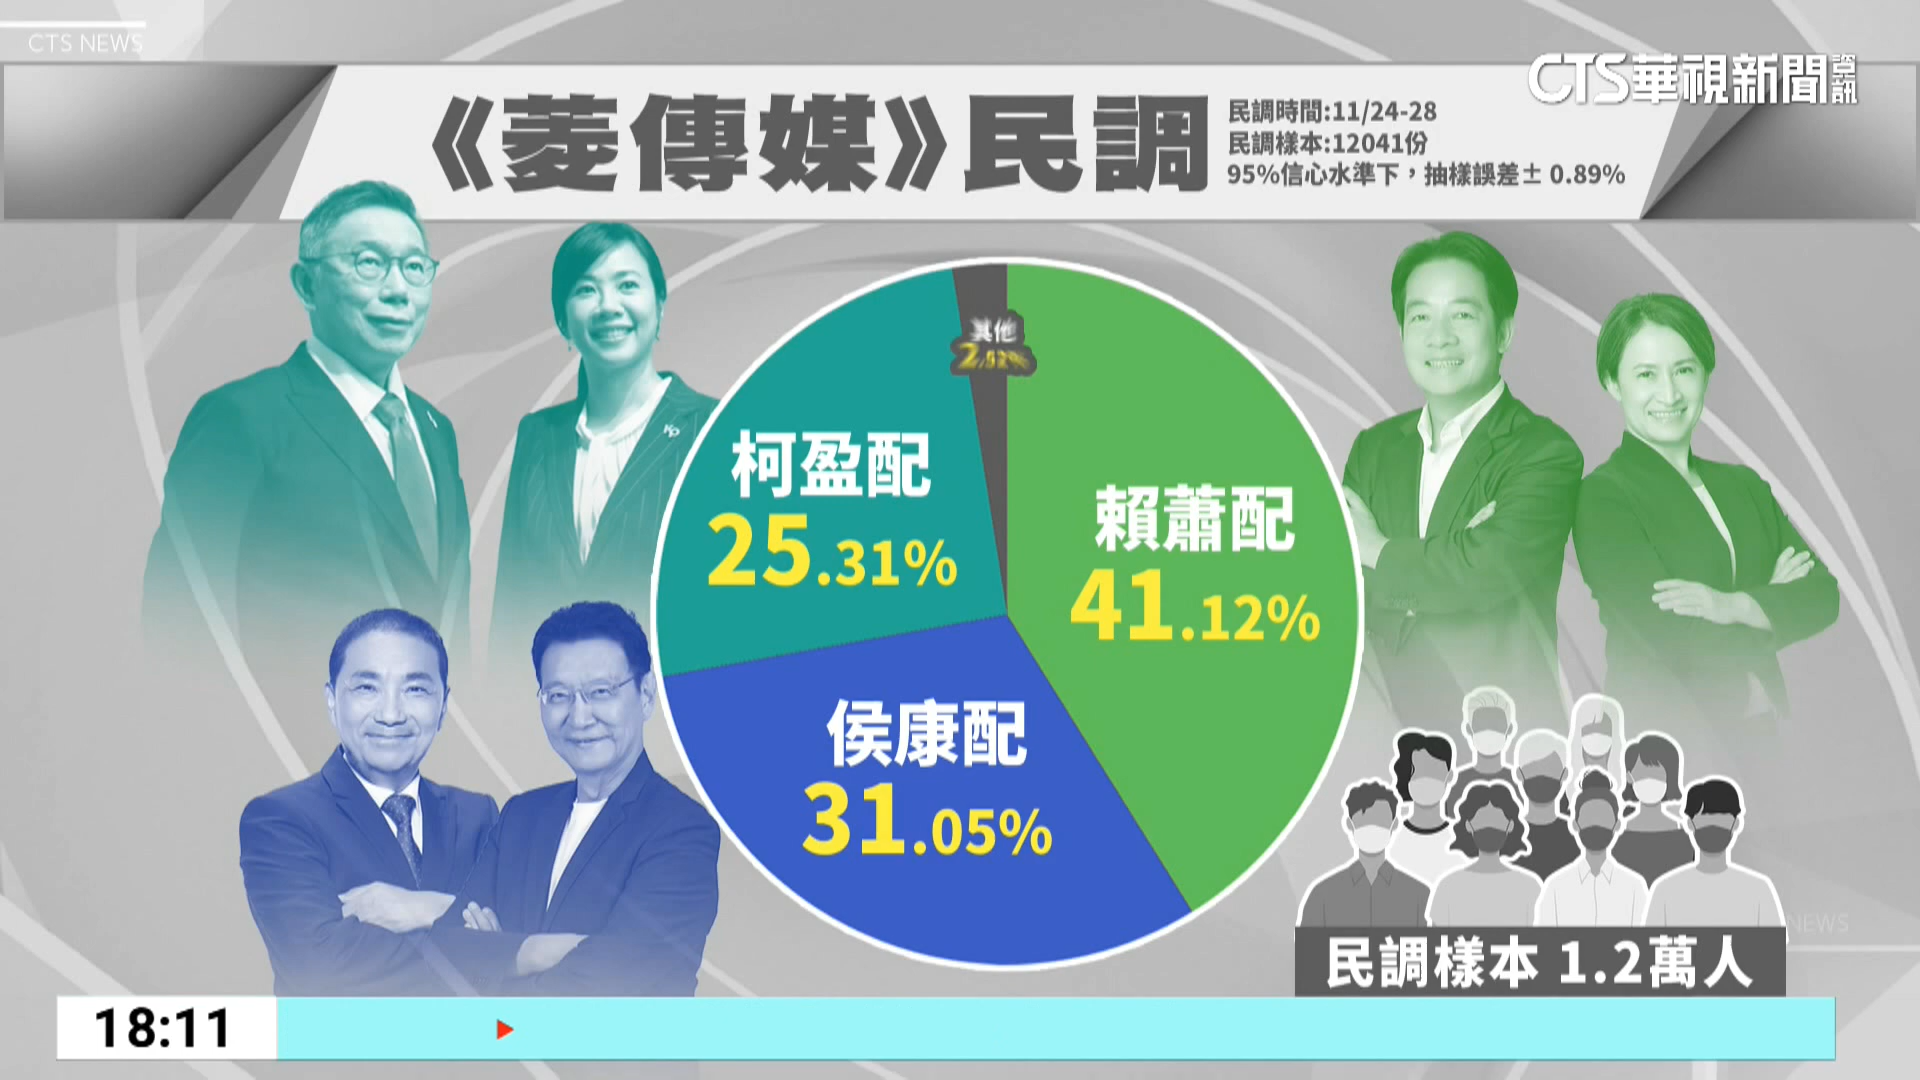 CTS NEWS
CTS華視新聞資訊
《菱傳媒》民調
民調時間:11/24-28
民調樣本:12041份
95%信心水準下，抽樣誤差± 0.89%
其他
2.52%
柯盈配
25.31%
賴蕭配
41.12%
侯康配
31.05%
KP
NEWS
民調樣本 1.2萬人
18:11